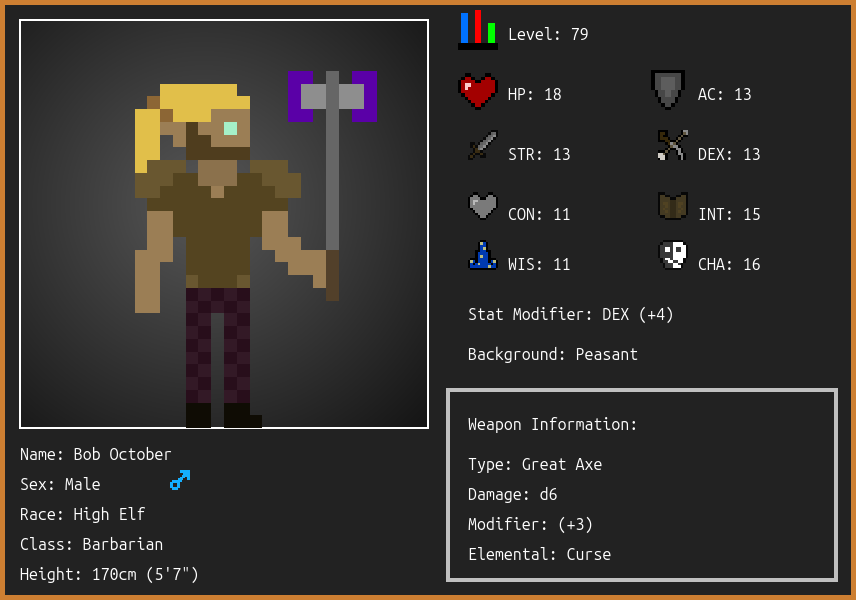 Level: 79
HP: 18
AC: 13
STR: 13
DEX: 13
CON: 11
INT: 15
WIS: 11
CHA: 16
Stat Modifier: DEX (+4)
Background: Peasant
Weapon Information:
Type: Great Axe
Damage: d6
Modifier: (+3)
Elemental: Curse
Name: Bob October
Sex: Male
Race: High Elf
Class: Barbarian
Height: 170cm (5'7")